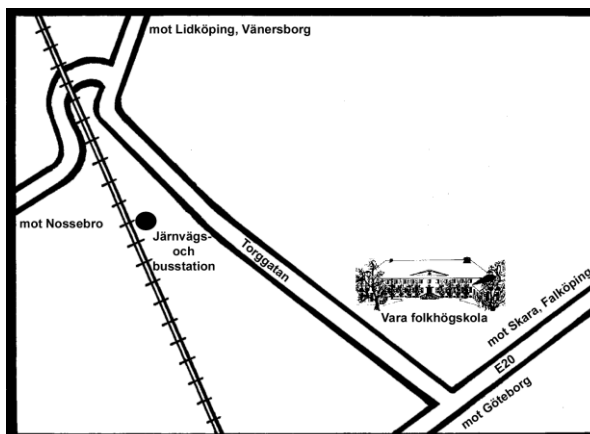 mot Lidköping, Vänersborg
mot Nossebro
Järnvägs-
och
busstation
Torggatan
Vara folkhögskola
mot Skara, Falköping
E20
mot Göteborg